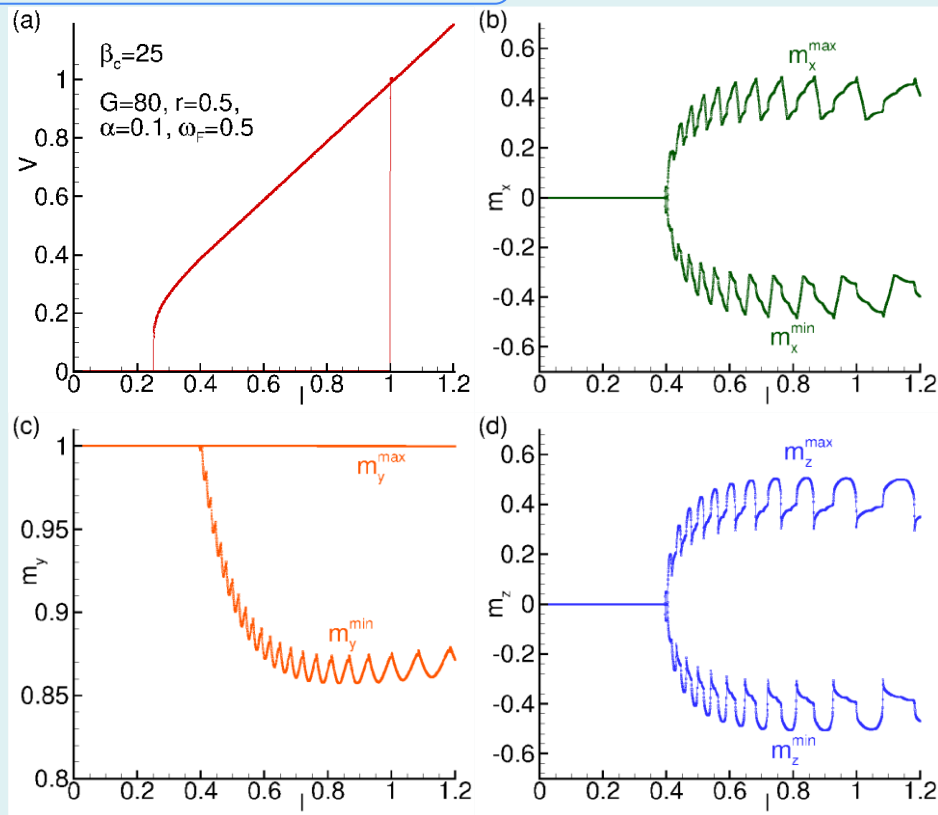 (a)
β_c=25
G=80, r=0.5,
α=0.1, ω_F=0.5
V
1
0.8
0.6
0.4
0.2
0
0 0.2 0.4 0.6 0.8 1 1.2
I
(b)
m_x^max
m_x
0.6
0.4
0.2
0
-0.2
-0.4
-0.6
m_x^min
0 0.2 0.4 0.6 0.8 1 1.2
I
(c)
m_y^max
m_y
1
0.95
0.9
0.85
0.8
m_y^min
0 0.2 0.4 0.6 0.8 1 1.2
I
(d)
m_z^max
m_z
0.6
0.4
0.2
0
-0.2
-0.4
-0.6
m_z^min
0 0.2 0.4 0.6 0.8 1 1.2
I